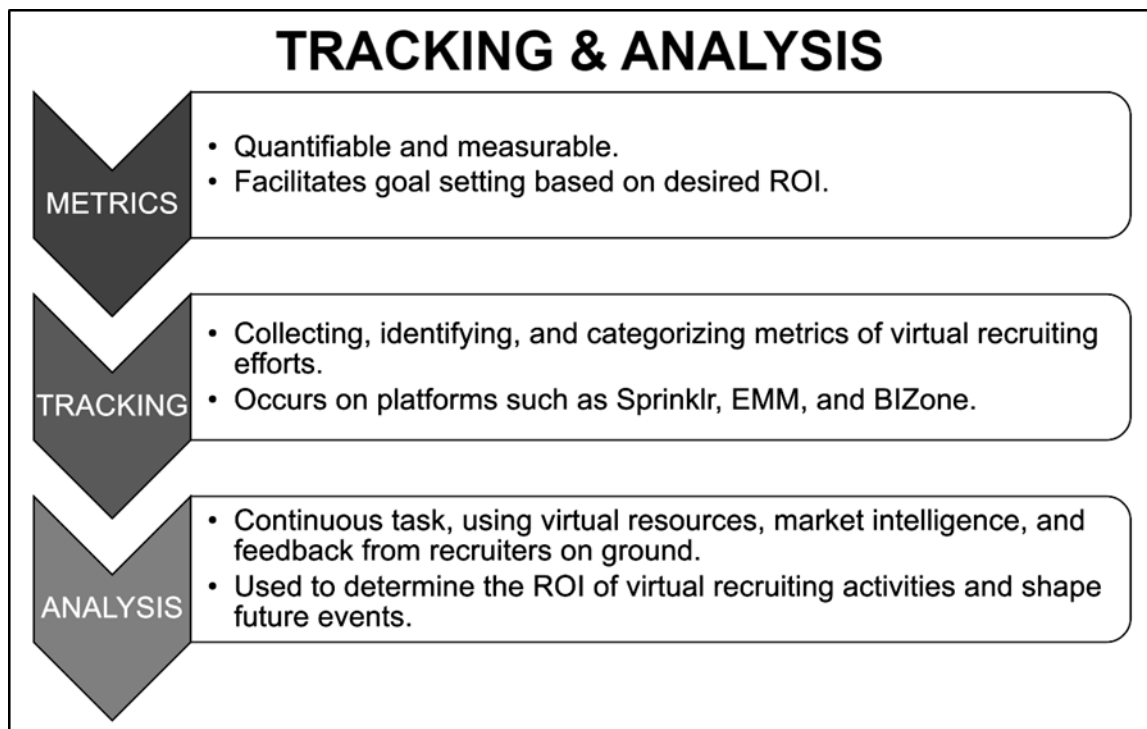 TRACKING & ANALYSIS
METRICS
• Quantifiable and measurable.
• Facilitates goal setting based on desired ROI.
TRACKING
• Collecting, identifying, and categorizing metrics of virtual recruiting
efforts.
• Occurs on platforms such as Sprinklr, EMM, and BIZone.
ANALYSIS
• Continuous task, using virtual resources, market intelligence, and
feedback from recruiters on ground.
• Used to determine the ROI of virtual recruiting activities and shape
future events.